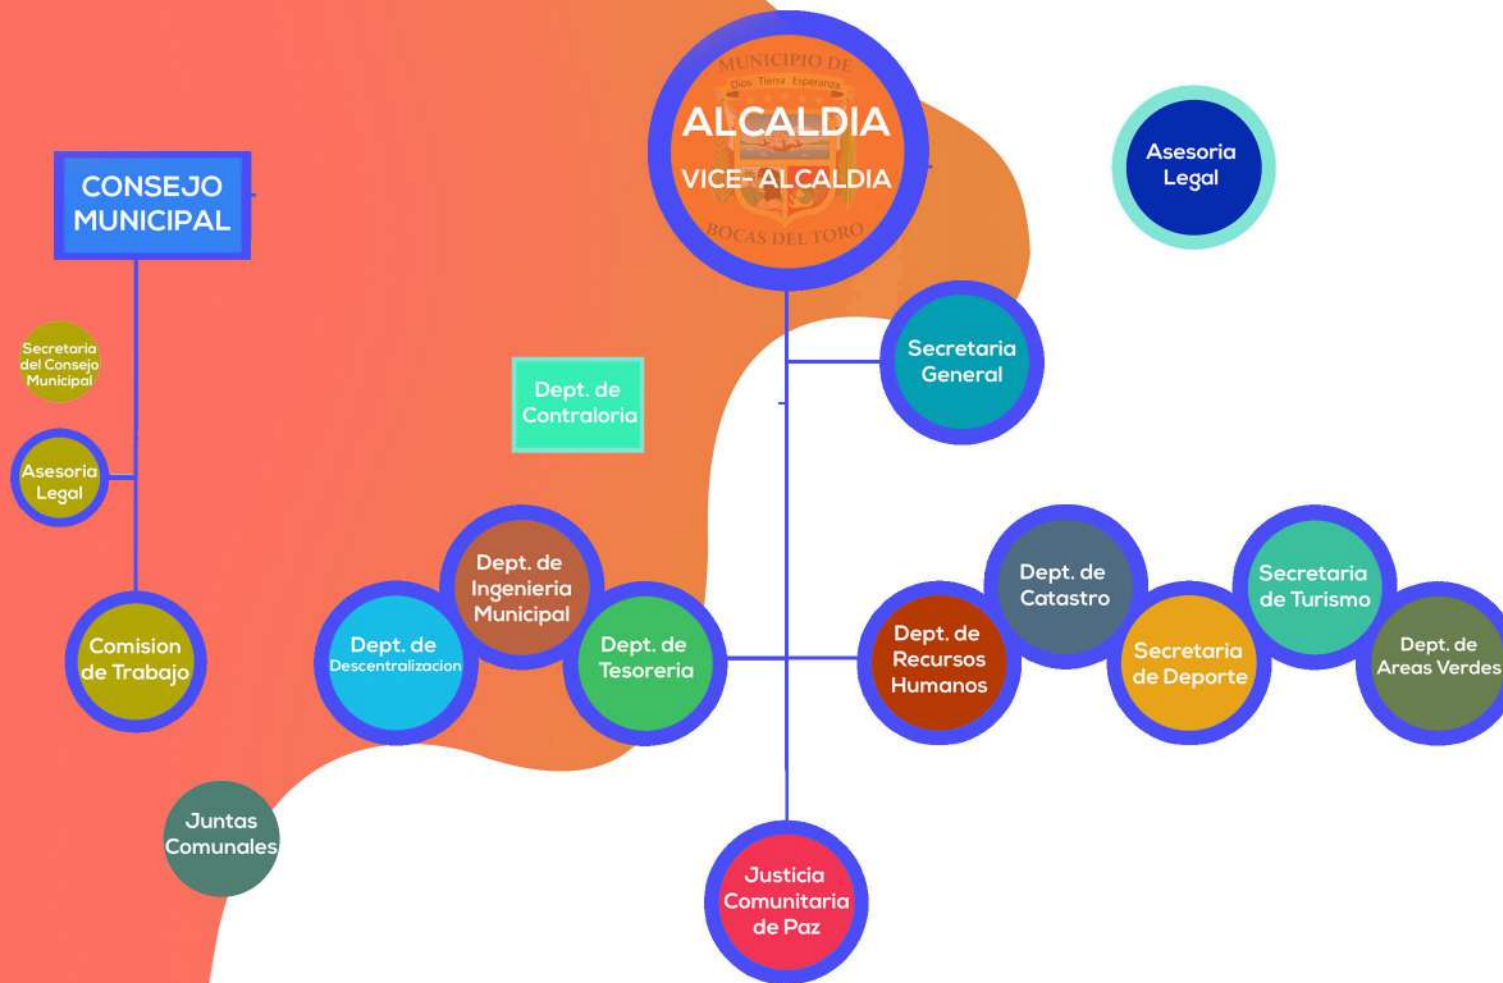 MUNICIPIO DE
Dios Tierra Esperanza
ALCALDIA
VICE- ALCALDIA
BOCAS DEL TORO
CONSEJO
MUNICIPAL
Asesoria
Legal
Secretaria
del Consejo
Municipal
Asesoria
Legal
Comision
de Trabajo
Juntas
Comunales
Dept. de
Contraloria
Secretaria
General
Dept. de
Descentralizacion
Dept. de
Ingenieria
Municipal
Dept. de
Tesoreria
Dept. de
Recursos
Humanos
Dept. de
Catastro
Secretaria
de Deporte
Secretaria
de Turismo
Dept. de
Areas Verdes
Justicia
Comunitaria
de Paz